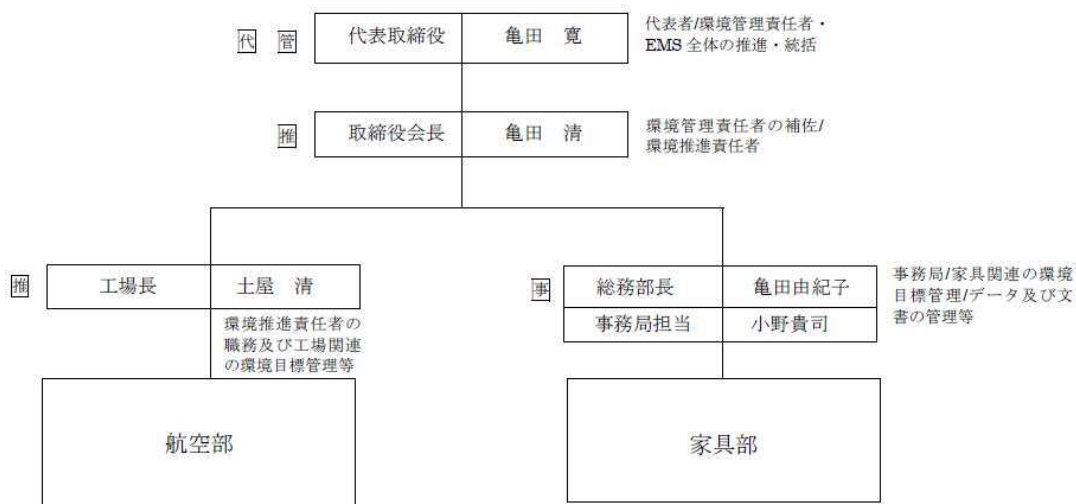 代 管 代表取締役 亀田 寛
代表者/環境管理責任者・
EMS 全体の推進・統括
推 取締役会長 亀田 清
環境管理責任者の補佐/
環境推進責任者
推 工場長 土屋 清
環境推進責任者の
職務及び工場関連
の環境目標管理等
事 総務部長 亀田由紀子
事務局担当 小野貴司
事務局/家具関連の環境
目標管理/データ及び文
書の管理等
航空部
家具部